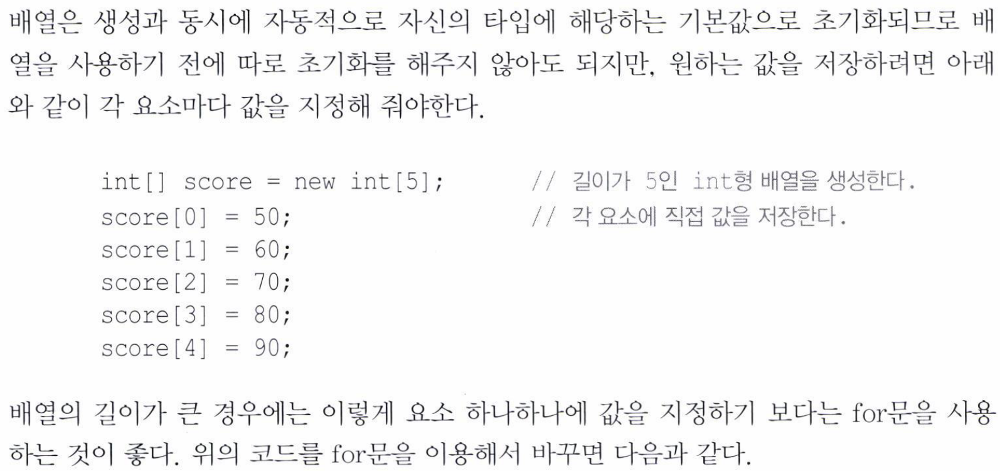 배열은 생성과 동시에 자동적으로 자신의 타입에 해당하는 기본값으로 초기화되므로 배
열을 사용하기 전에 따로 초기화를 해주지 않아도 되지만, 원하는 값을 저장하려면 아래
와 같이 각 요소마다 값을 지정해 줘야한다.
int[] score = new int[5]; // 길이가 5인 int형 배열을 생성한다.
score[0] = 50; // 각 요소에 직접 값을 저장한다.
score[1] = 60;
score[2] = 70;
score[3] = 80;
score[4] = 90;
배열의 길이가 큰 경우에는 이렇게 요소 하나하나에 값을 지정하기 보다는 for문을 사용
하는 것이 좋다. 위의 코드를 for문을 이용해서 바꾸면 다음과 같다.